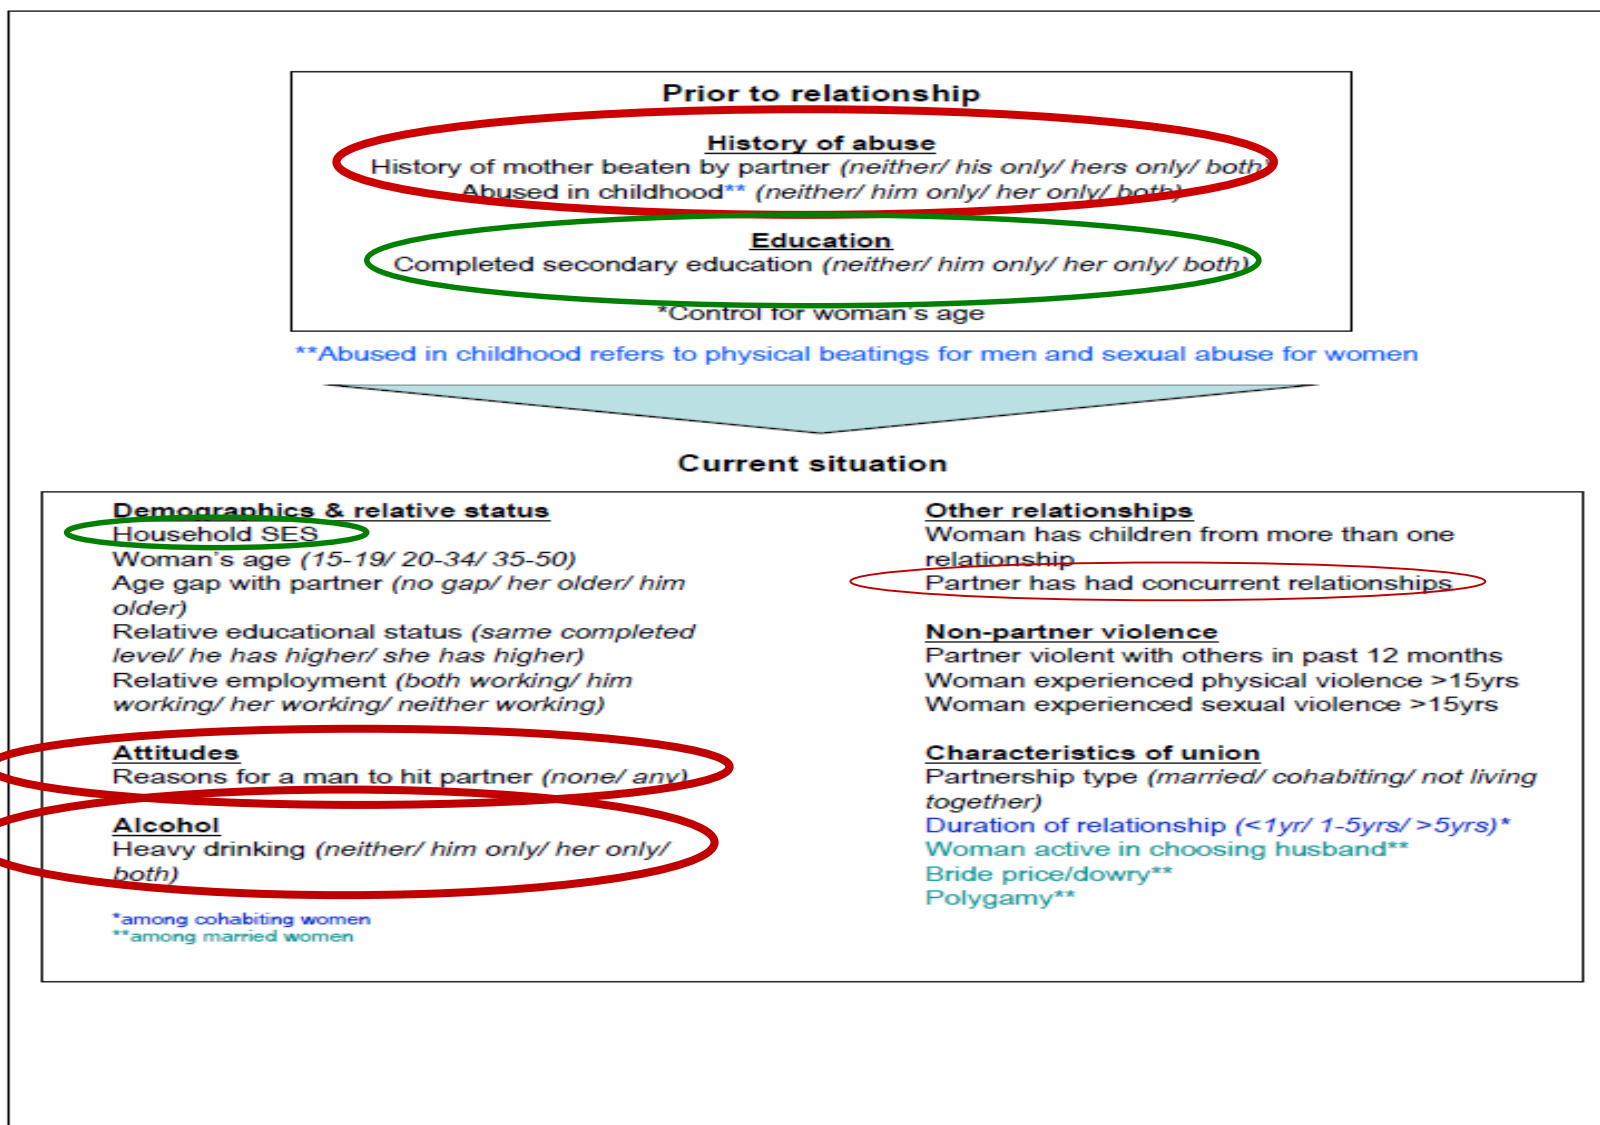 Prior to relationship
History of abuse
History of mother beaten by partner (neither/ his only/ hers only/ both)
Abused in childhood** (neither/ him only/ her only/ both)
Education
Completed secondary education (neither/ him only/ her only/ both)
*Control for woman's age
**Abused in childhood refers to physical beatings for men and sexual abuse for women
Current situation
Demographics & relative status
Household SES
Woman's age (15-19/ 20-34/ 35-50)
Age gap with partner (no gap/ her older/ him
older)
Relative educational status (same completed
level/ he has higher/ she has higher)
Relative employment (both working/ him
working/ her working/ neither working)
Attitudes
Reasons for a man to hit partner (none/ any)
Alcohol
Heavy drinking (neither/ him only/ her only/
both)
*among cohabiting women
**among married women
Other relationships
Woman has children from more than one
relationship
Partner has had concurrent relationships
Non-partner violence
Partner violent with others in past 12 months
Woman experienced physical violence >15yrs
Woman experienced sexual violence >15yrs
Characteristics of union
Partnership type (married/ cohabiting/ not living
together)
Duration of relationship (<1yr/ 1-5yrs/ >5yrs)*
Woman active in choosing husband**
Bride price/dowry**
Polygamy**